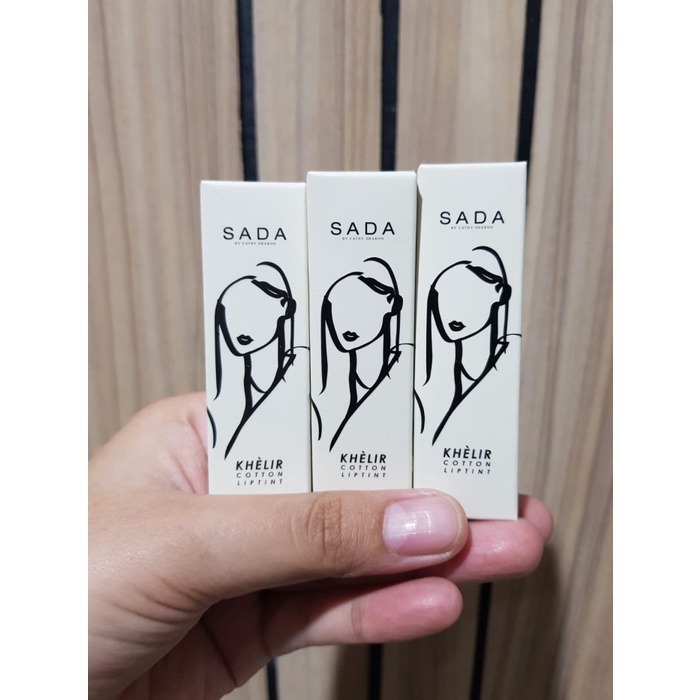 SADA
BY CATHY SHARON
KHÈLIR
COTTON
LIPTINT
SADA
BY CATHY SHARON
KHÈLIR
COTTON
LIPTINT
SADA
BY CATHY SHARON
KHÈLIR
COTTON
LIPTINT